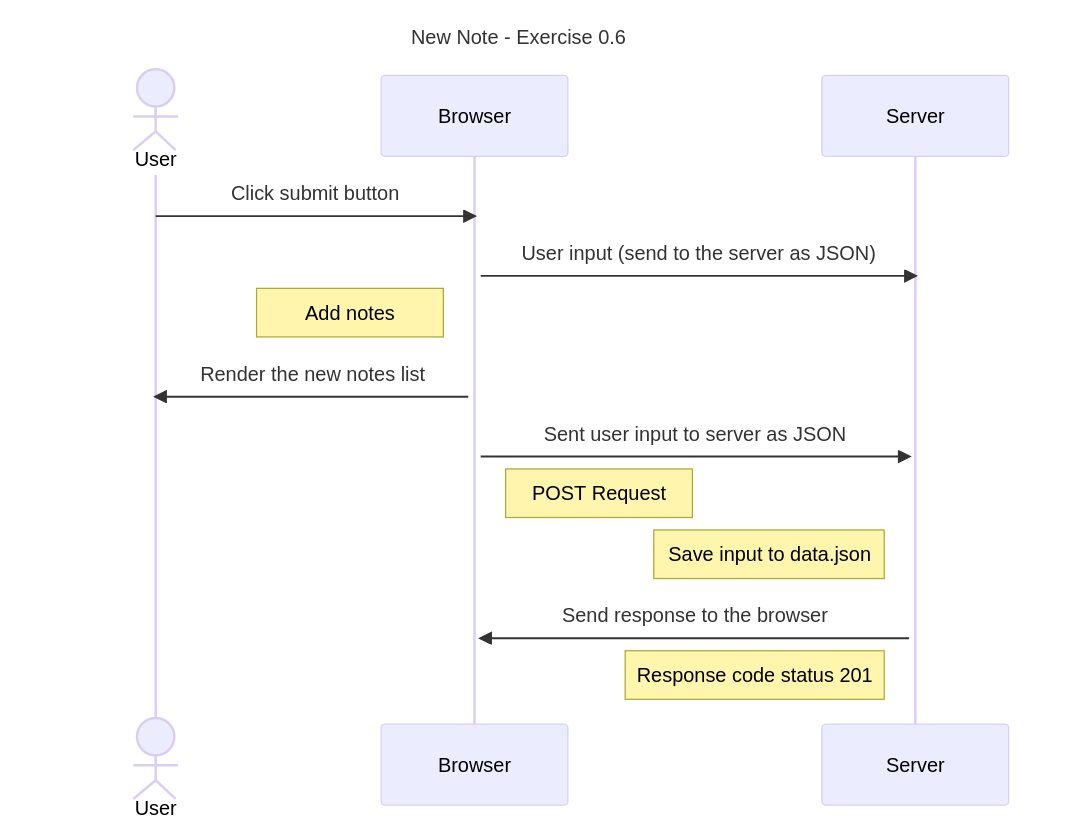 New Note - Exercise 0.6
User
Browser
Server
Click submit button
User input (send to the server as JSON)
Add notes
Render the new notes list
Sent user input to server as JSON
POST Request
Save input to data.json
Send response to the browser
Response code status 201
User
Browser
Server